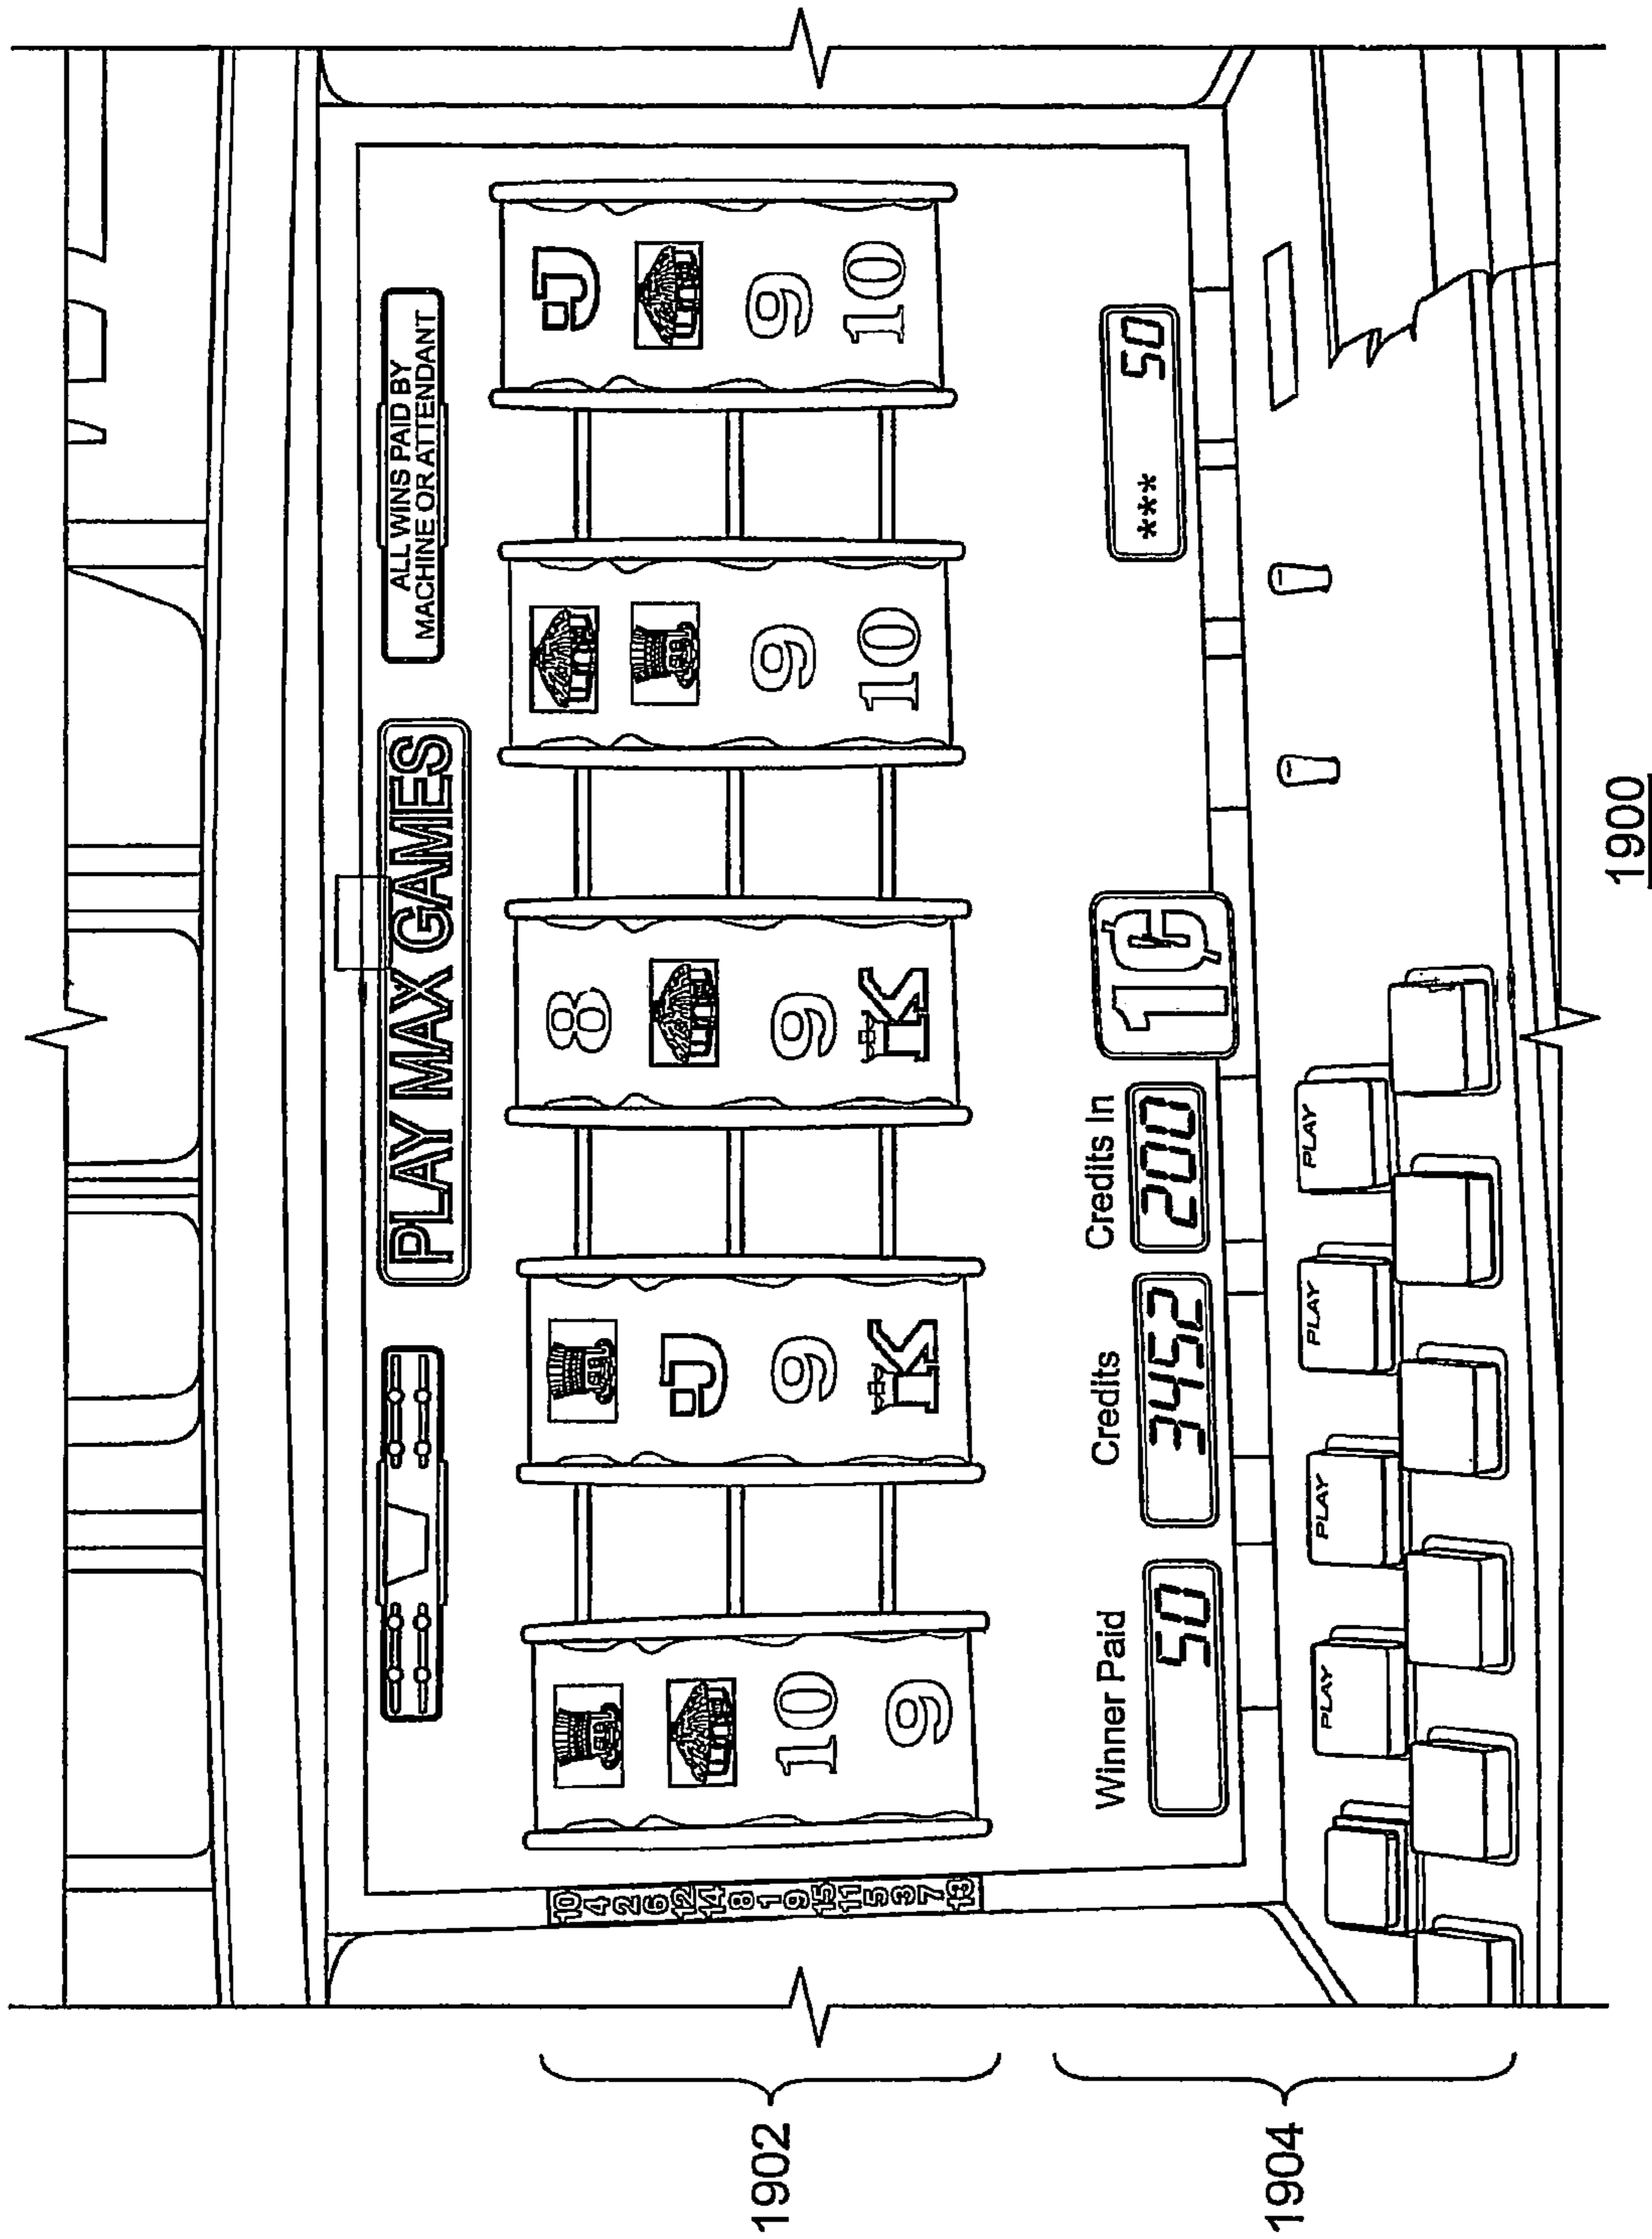 PLAY MAX GAMES
ALL WINS PAID BY
MACHINE OR ATTENDANT
10
4
2
6
12
14
8
1
9
15
11
5
3
7
13
8 J
J
10 9 9 9 9
9 K K 10 10
1902
Winner Paid Credits Credits In
50 3452 200 1¢ *** 50
PLAY PLAY PLAY PLAY
1904
1900